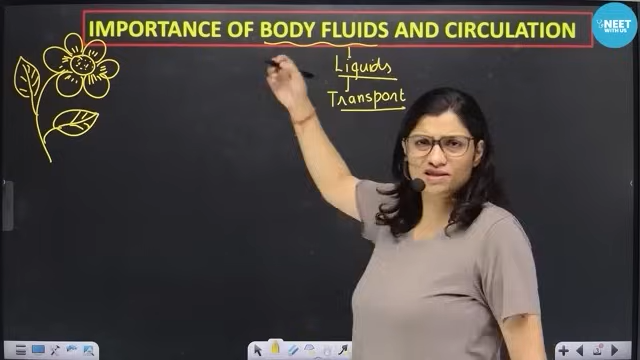 IMPORTANCE OF BODY FLUIDS AND CIRCULATION
NEET
WITH US
Liquids
Transport